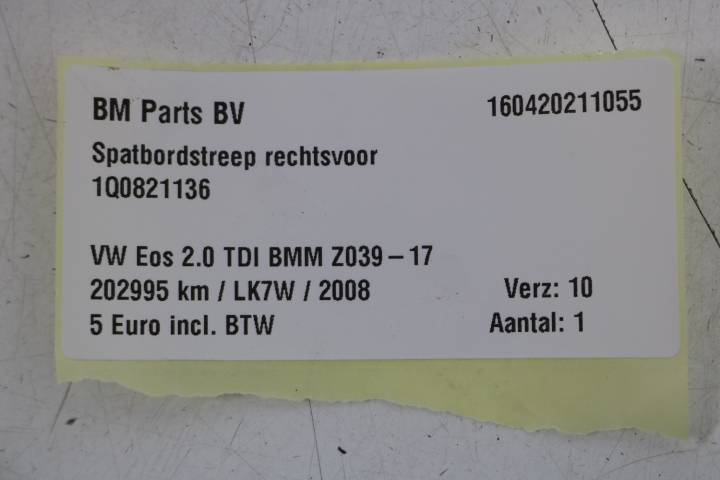 BM Parts BV 160420211055
Spatbordstreep rechtsvoor
1Q0821136
VW Eos 2.0 TDI BMM Z039-17
202995 km / LK7W / 2008 Verz: 10
5 Euro incl. BTW Aantal: 1